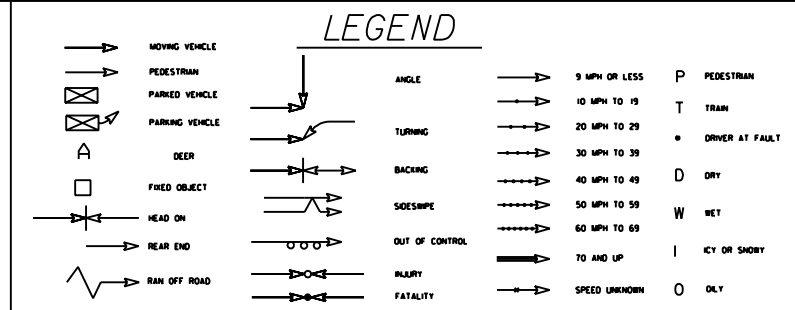 LEGEND
MOVING VEHICLE
PEDESTRIAN
PARKED VEHICLE
PARKING VEHICLE
DEER
FIXED OBJECT
HEAD ON
REAR END
RAN OFF ROAD
ANGLE
TURNING
BACKING
SIDESWIPE
OUT OF CONTROL
INJURY
FATALITY
9 MPH OR LESS
10 MPH TO 19
20 MPH TO 29
30 MPH TO 39
40 MPH TO 49
50 MPH TO 59
60 MPH TO 69
70 AND UP
SPEED UNKNOWN
P PEDESTRIAN
T TRAIN
DRIVER AT FAULT
D DRY
W WET
I ICY OR SNOWY
O OILY